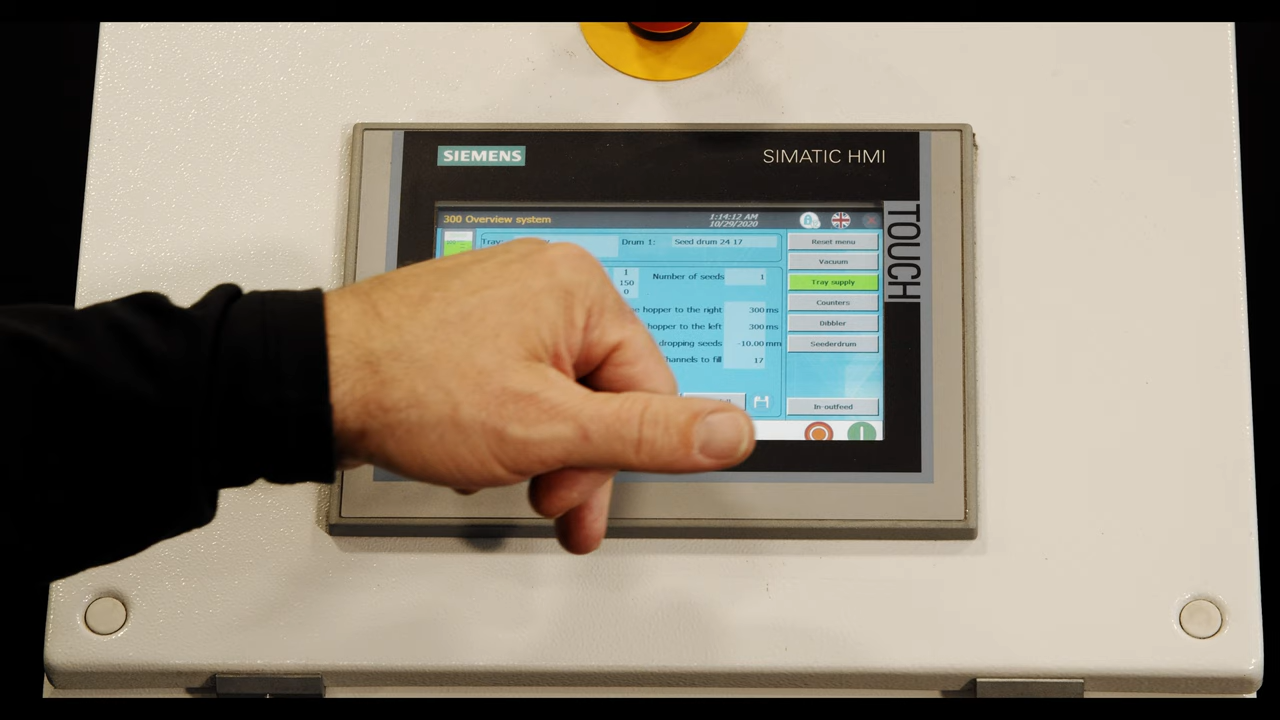 SIEMENS
SIMATIC HMI
TOUCH
300 Overview system
1:14:12 AM
10/29/2020
Tray:
Drum 1:
Seed drum 24 17
Reset menu
Vacuum
Tray supply
Counters
Dibbler
Seederdrum
In-outfeed
1
150
0
Number of seeds
1
hopper to the right
300 ms
hopper to the left
300 ms
dropping seeds
-10.00 mm
to fill
17